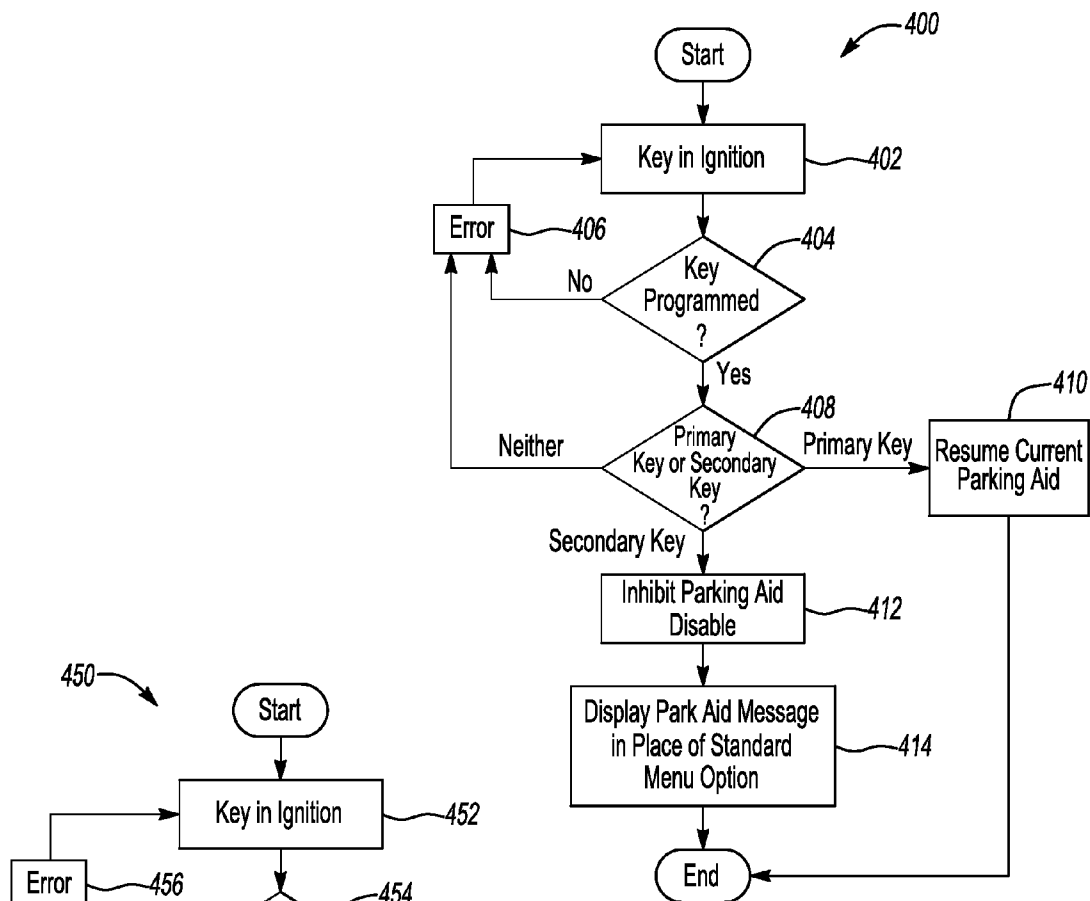 400
Start
Key in Ignition
402
Error
406
404
Key
Programmed
?
No
Yes
408
Primary
Key or Secondary
Key
?
Neither
Primary Key
410
Resume Current
Parking Aid
Secondary Key
Inhibit Parking Aid
Disable
412
Display Park Aid Message
in Place of Standard
Menu Option
414
End
450
Start
Key in Ignition
452
Error
456
454